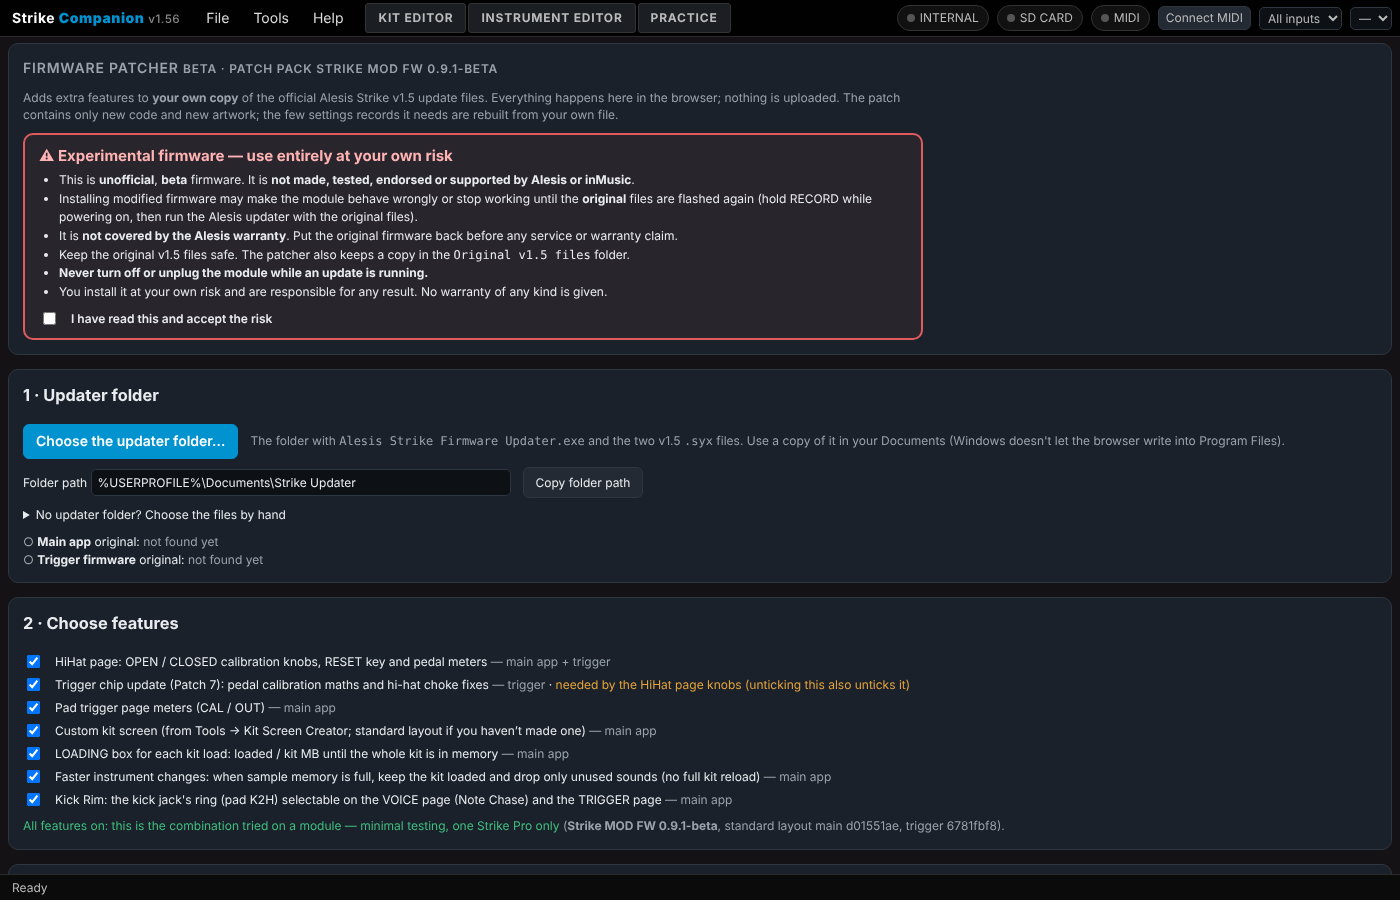 Strike Companion v1.56 File Tools Help KIT EDITOR INSTRUMENT EDITOR PRACTICE INTERNAL SD CARD MIDI Connect MIDI All inputs —
FIRMWARE PATCHER BETA · PATCH PACK STRIKE MOD FW 0.9.1-BETA
Adds extra features to your own copy of the official Alesis Strike v1.5 update files. Everything happens here in the browser; nothing is uploaded. The patch
contains only new code and new artwork; the few settings records it needs are rebuilt from your own file.
⚠ Experimental firmware — use entirely at your own risk
• This is unofficial, beta firmware. It is not made, tested, endorsed or supported by Alesis or inMusic.
• Installing modified firmware may make the module behave wrongly or stop working until the original files are flashed again (hold RECORD while
powering on, then run the Alesis updater with the original files).
• It is not covered by the Alesis warranty. Put the original firmware back before any service or warranty claim.
• Keep the original v1.5 files safe. The patcher also keeps a copy in the Original v1.5 files folder.
• Never turn off or unplug the module while an update is running.
• You install it at your own risk and are responsible for any result. No warranty of any kind is given.
I have read this and accept the risk
1 · Updater folder
Choose the updater folder... The folder with Alesis Strike Firmware Updater.exe and the two v1.5 .syx files. Use a copy of it in your Documents (Windows doesn't let the browser write into Program Files).
Folder path %USERPROFILE%\Documents\Strike Updater Copy folder path
▶ No updater folder? Choose the files by hand
○ Main app original: not found yet
○ Trigger firmware original: not found yet
2 · Choose features
HiHat page: OPEN / CLOSED calibration knobs, RESET key and pedal meters — main app + trigger
Trigger chip update (Patch 7): pedal calibration maths and hi-hat choke fixes — trigger · needed by the HiHat page knobs (unticking this also unticks it)
Pad trigger page meters (CAL / OUT) — main app
Custom kit screen (from Tools → Kit Screen Creator; standard layout if you haven't made one) — main app
LOADING box for each kit load: loaded / kit MB until the whole kit is in memory — main app
Faster instrument changes: when sample memory is full, keep the kit loaded and drop only unused sounds (no full kit reload) — main app
Kick Rim: the kick jack's ring (pad K2H) selectable on the VOICE page (Note Chase) and the TRIGGER page — main app
All features on: this is the combination tried on a module — minimal testing, one Strike Pro only (Strike MOD FW 0.9.1-beta, standard layout main d01551ae, trigger 6781fbf8).
Ready